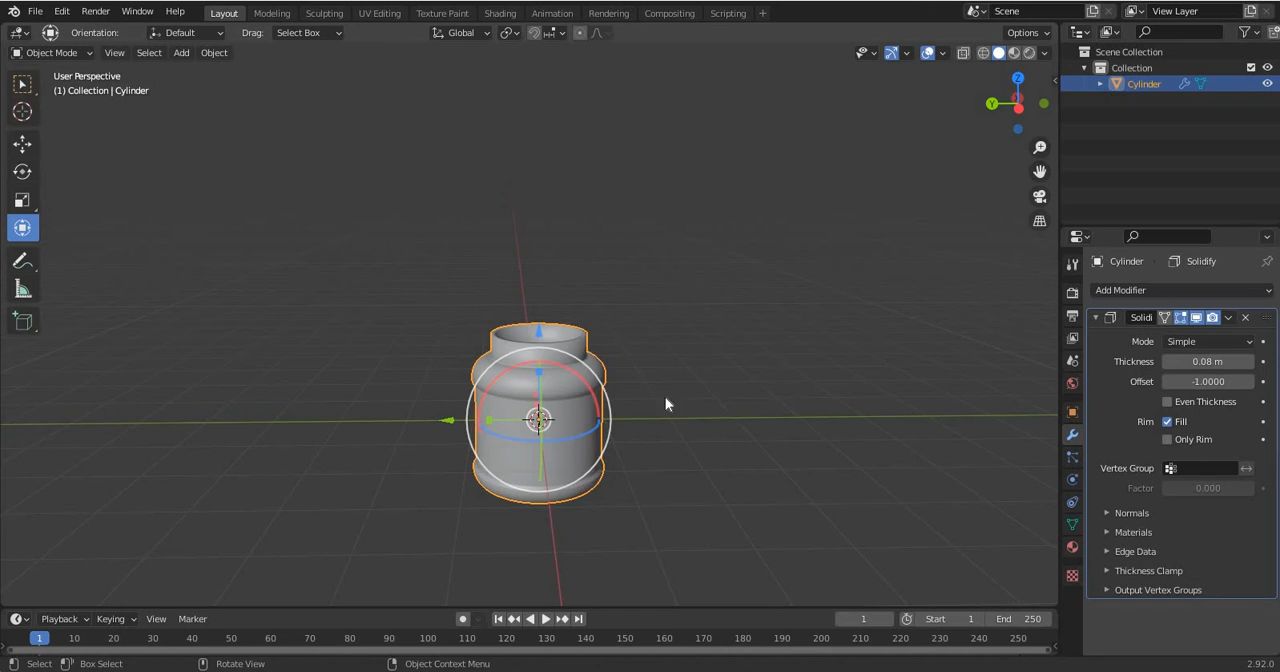 File Edit Render Window Help Layout Modeling Sculpting UV Editing Texture Paint Shading Animation Rendering Compositing Scripting + Scene View Layer
Orientation: Default Drag: Select Box Global Options
Object Mode View Select Add Object
User Perspective
(1) Collection | Cylinder
Z
Y
Scene Collection
Collection
Cylinder
Cylinder Solidify
Add Modifier
Solidi
Mode Simple
Thickness 0.08 m
Offset -1.0000
Even Thickness
Rim Fill
Only Rim
Vertex Group
Factor 0.000
Normals
Materials
Edge Data
Thickness Clamp
Output Vertex Groups
Playback Keying View Marker 1 Start 1 End 250
1 10 20 30 40 50 60 70 80 90 100 110 120 130 140 150 160 170 180 190 200 210 220 230 240 250
Select Box Select Rotate View Object Context Menu 2.92.0